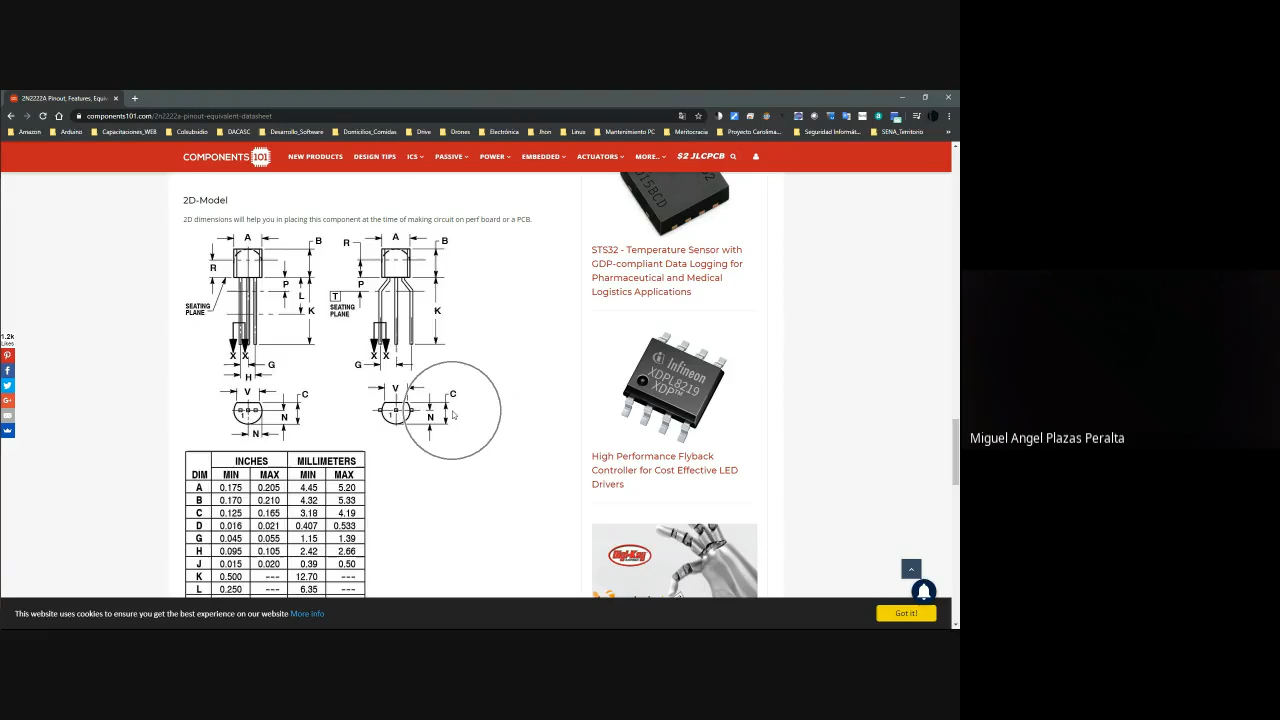 2N2222A Pinout, Features, Equiv
components101.com/2n2222a-pinout-equivalent-datasheet
Amazon Arduino Capacitaciones_WEB Colsubsidio DACASC Desarrollo_Software Domicilios_Comidas Drive Drones Electrónica Jhon Linux Mantenimiento PC Meritocracia Proyecto Carolina... Seguridad Informát... SENA_Territorio
COMPONENTS 101 NEW PRODUCTS DESIGN TIPS ICS PASSIVE POWER EMBEDDED ACTUATORS MORE.. $2 JLCPCB
2D-Model
2D dimensions will help you in placing this component at the time of making circuit on perf board or a PCB.
A B R P L K
SEATING
PLANE
X X G
H
V C
1 N
N
A B R P K
T
SEATING
PLANE
X X
G
V C
1 N
INCHES MILLIMETERS
DIM MIN MAX MIN MAX
A 0.175 0.205 4.45 5.20
B 0.170 0.210 4.32 5.33
C 0.125 0.165 3.18 4.19
D 0.016 0.021 0.407 0.533
G 0.045 0.055 1.15 1.39
H 0.095 0.105 2.42 2.66
J 0.015 0.020 0.39 0.50
K 0.500 --- 12.70 ---
L 0.250 --- 6.35 ---
STS32 - Temperature Sensor with
GDP-compliant Data Logging for
Pharmaceutical and Medical
Logistics Applications
Infineon
XDPL8219
XDP™
High Performance Flyback
Controller for Cost Effective LED
Drivers
Digi-Key
1.2k
Likes
This website uses cookies to ensure you get the best experience on our website More info
Got it!
Miguel Angel Plazas Peralta